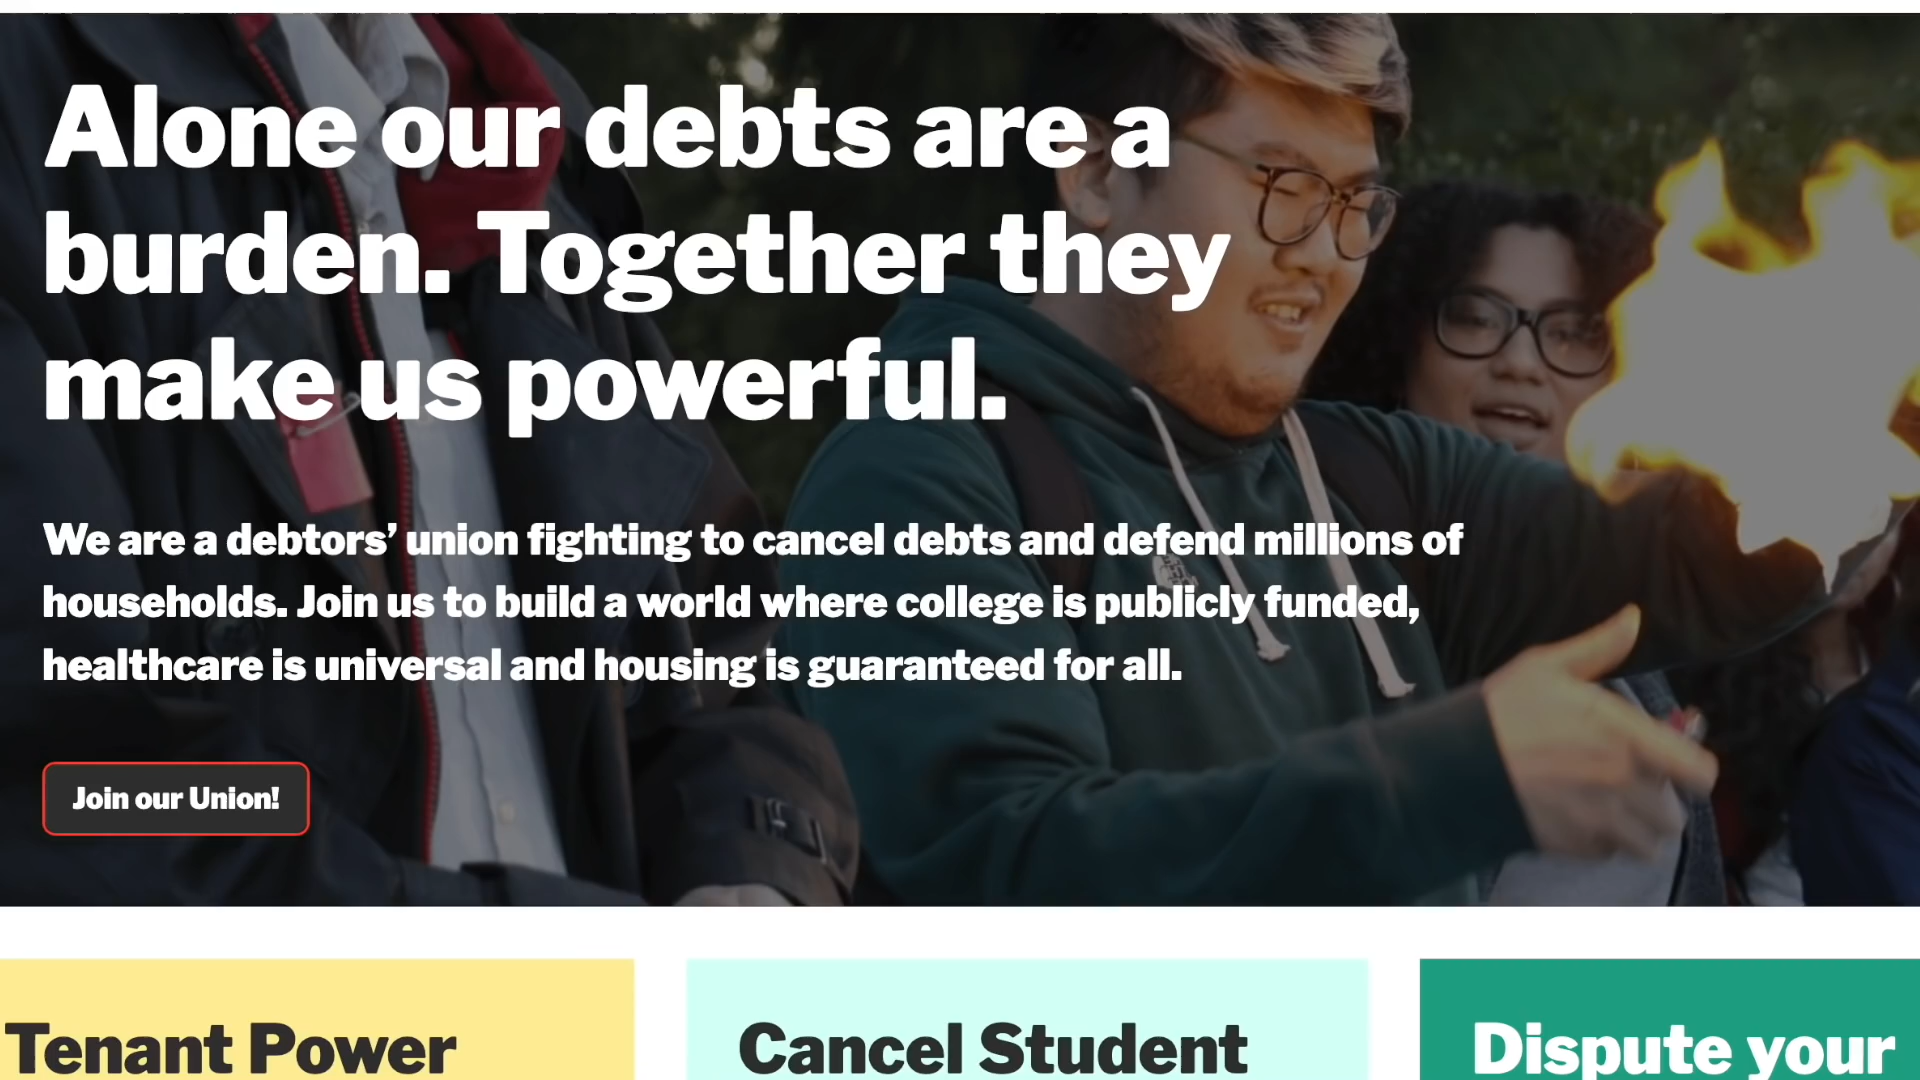 Alone our debts are a
burden. Together they
make us powerful.
We are a debtors’ union fighting to cancel debts and defend millions of
households. Join us to build a world where college is publicly funded,
healthcare is universal and housing is guaranteed for all.
Join our Union!
Tenant Power
Cancel Student
Dispute your